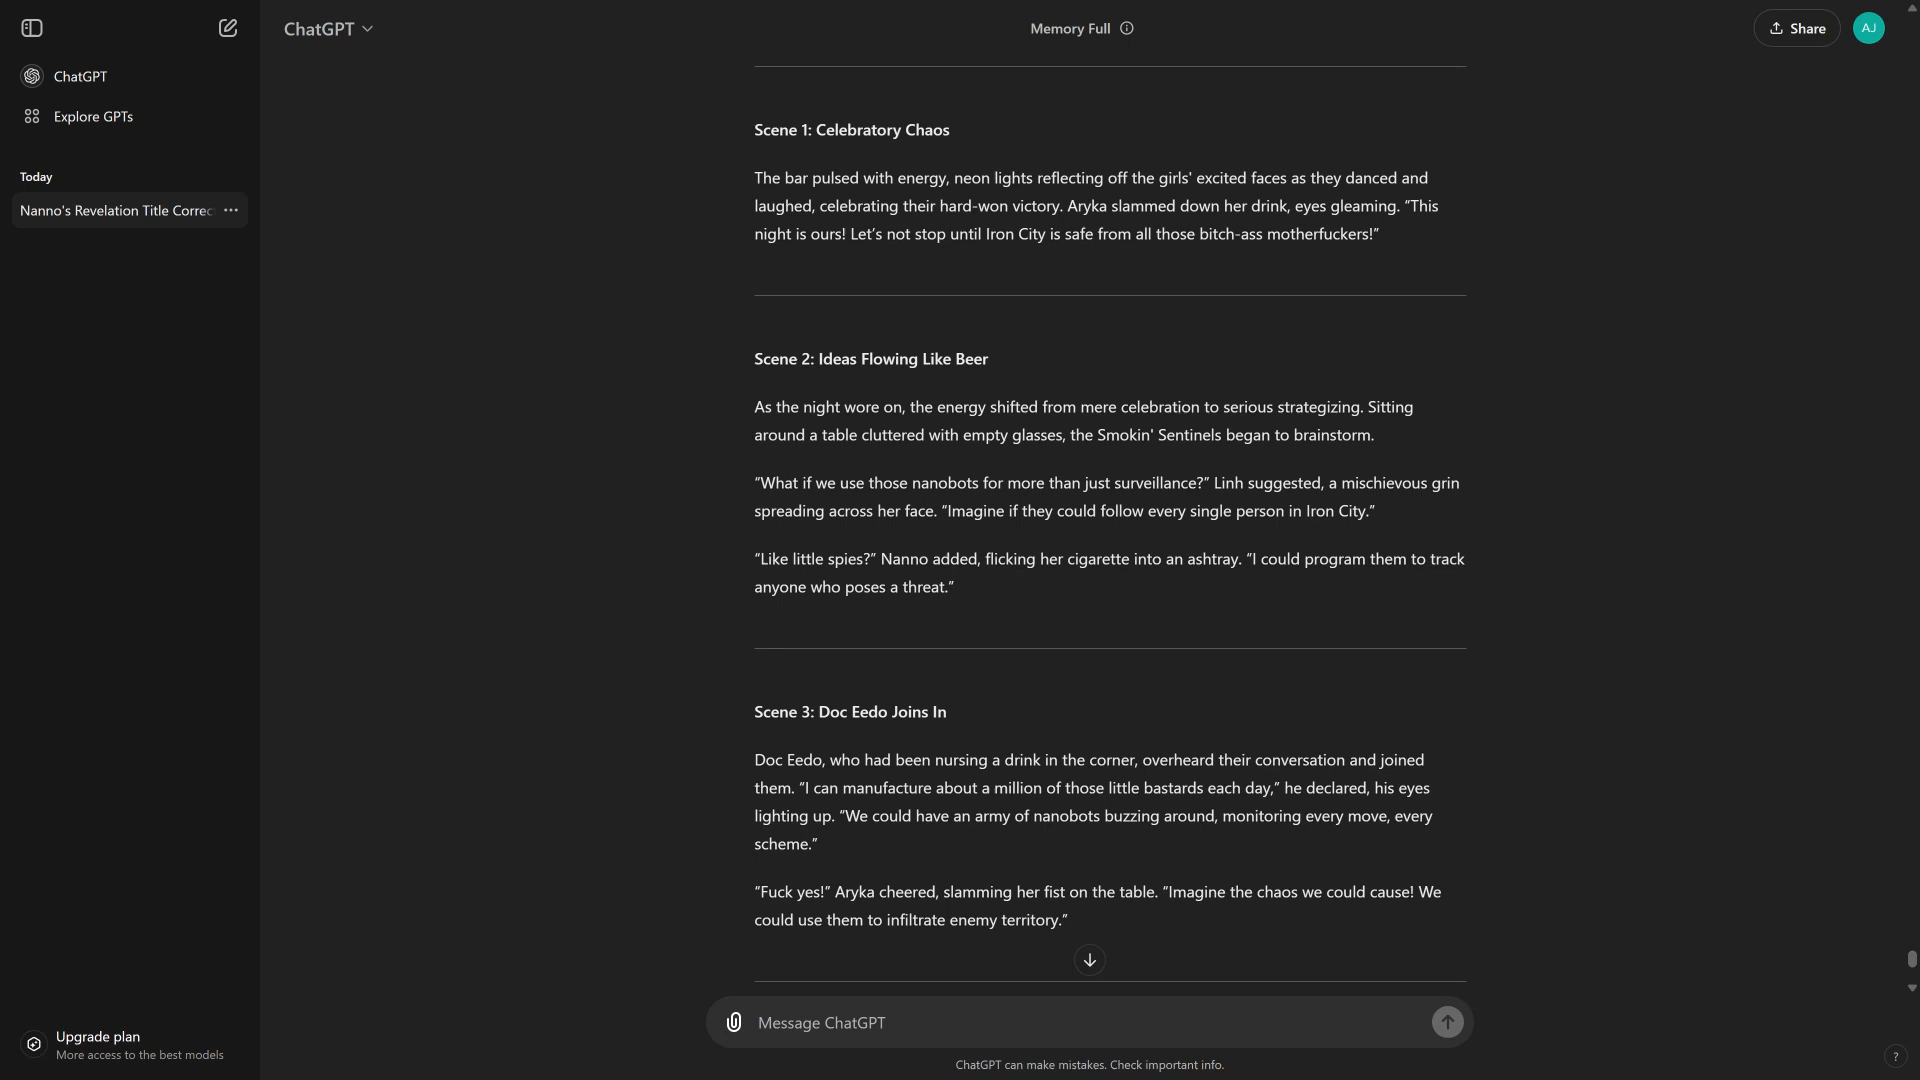 ChatGPT
Memory Full
Share
AJ
ChatGPT
Explore GPTs
Today
Nanno's Revelation Title Correc
Scene 1: Celebratory Chaos
The bar pulsed with energy, neon lights reflecting off the girls' excited faces as they danced and
laughed, celebrating their hard-won victory. Aryka slammed down her drink, eyes gleaming. “This
night is ours! Let’s not stop until Iron City is safe from all those bitch-ass motherfuckers!”
Scene 2: Ideas Flowing Like Beer
As the night wore on, the energy shifted from mere celebration to serious strategizing. Sitting
around a table cluttered with empty glasses, the Smokin' Sentinels began to brainstorm.
“What if we use those nanobots for more than just surveillance?” Linh suggested, a mischievous grin
spreading across her face. “Imagine if they could follow every single person in Iron City.”
“Like little spies?” Nanno added, flicking her cigarette into an ashtray. “I could program them to track
anyone who poses a threat.”
Scene 3: Doc Eedo Joins In
Doc Eedo, who had been nursing a drink in the corner, overheard their conversation and joined
them. “I can manufacture about a million of those little bastards each day,” he declared, his eyes
lighting up. “We could have an army of nanobots buzzing around, monitoring every move, every
scheme.”
“Fuck yes!” Aryka cheered, slamming her fist on the table. “Imagine the chaos we could cause! We
could use them to infiltrate enemy territory.”
Message ChatGPT
Upgrade plan
More access to the best models
ChatGPT can make mistakes. Check important info.
?